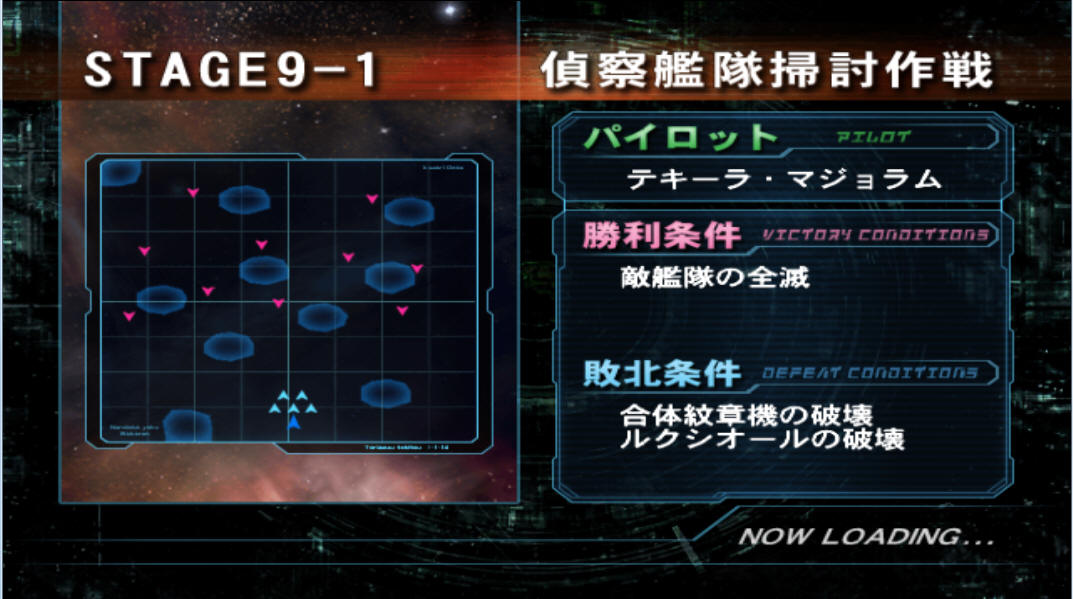 STAGE9-1
偵察艦隊掃討作戦
パイロット
PILOT
テキーラ・マジョラム
勝利条件
VICTORY CONDITIONS
敵艦隊の全滅
敗北条件
DEFEAT CONDITIONS
合体紋章機の破壊
ルクシオールの破壊
NOW LOADING...